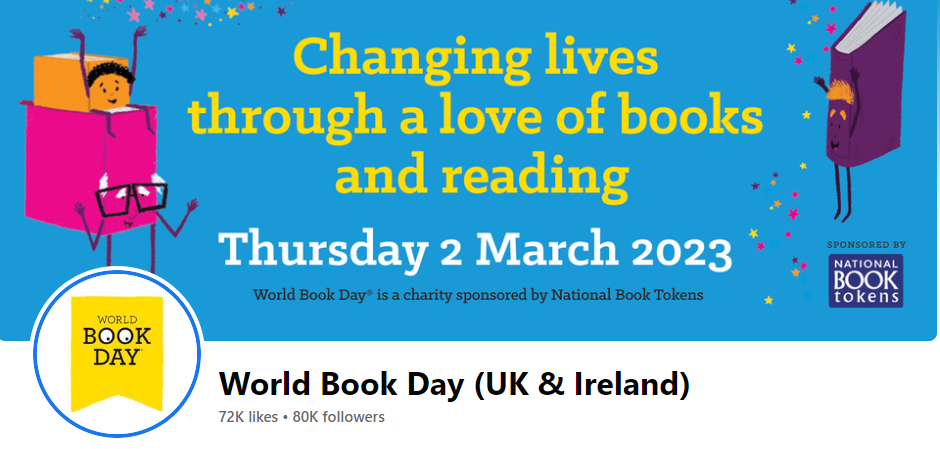 Changing lives
through a love of books
and reading
Thursday 2 March 2023
World Book Day® is a charity sponsored by National Book Tokens
SPONSORED BY
NATIONAL
BOOK
tokens
WORLD
BOOK
DAY
World Book Day (UK & Ireland)
72K likes • 80K followers